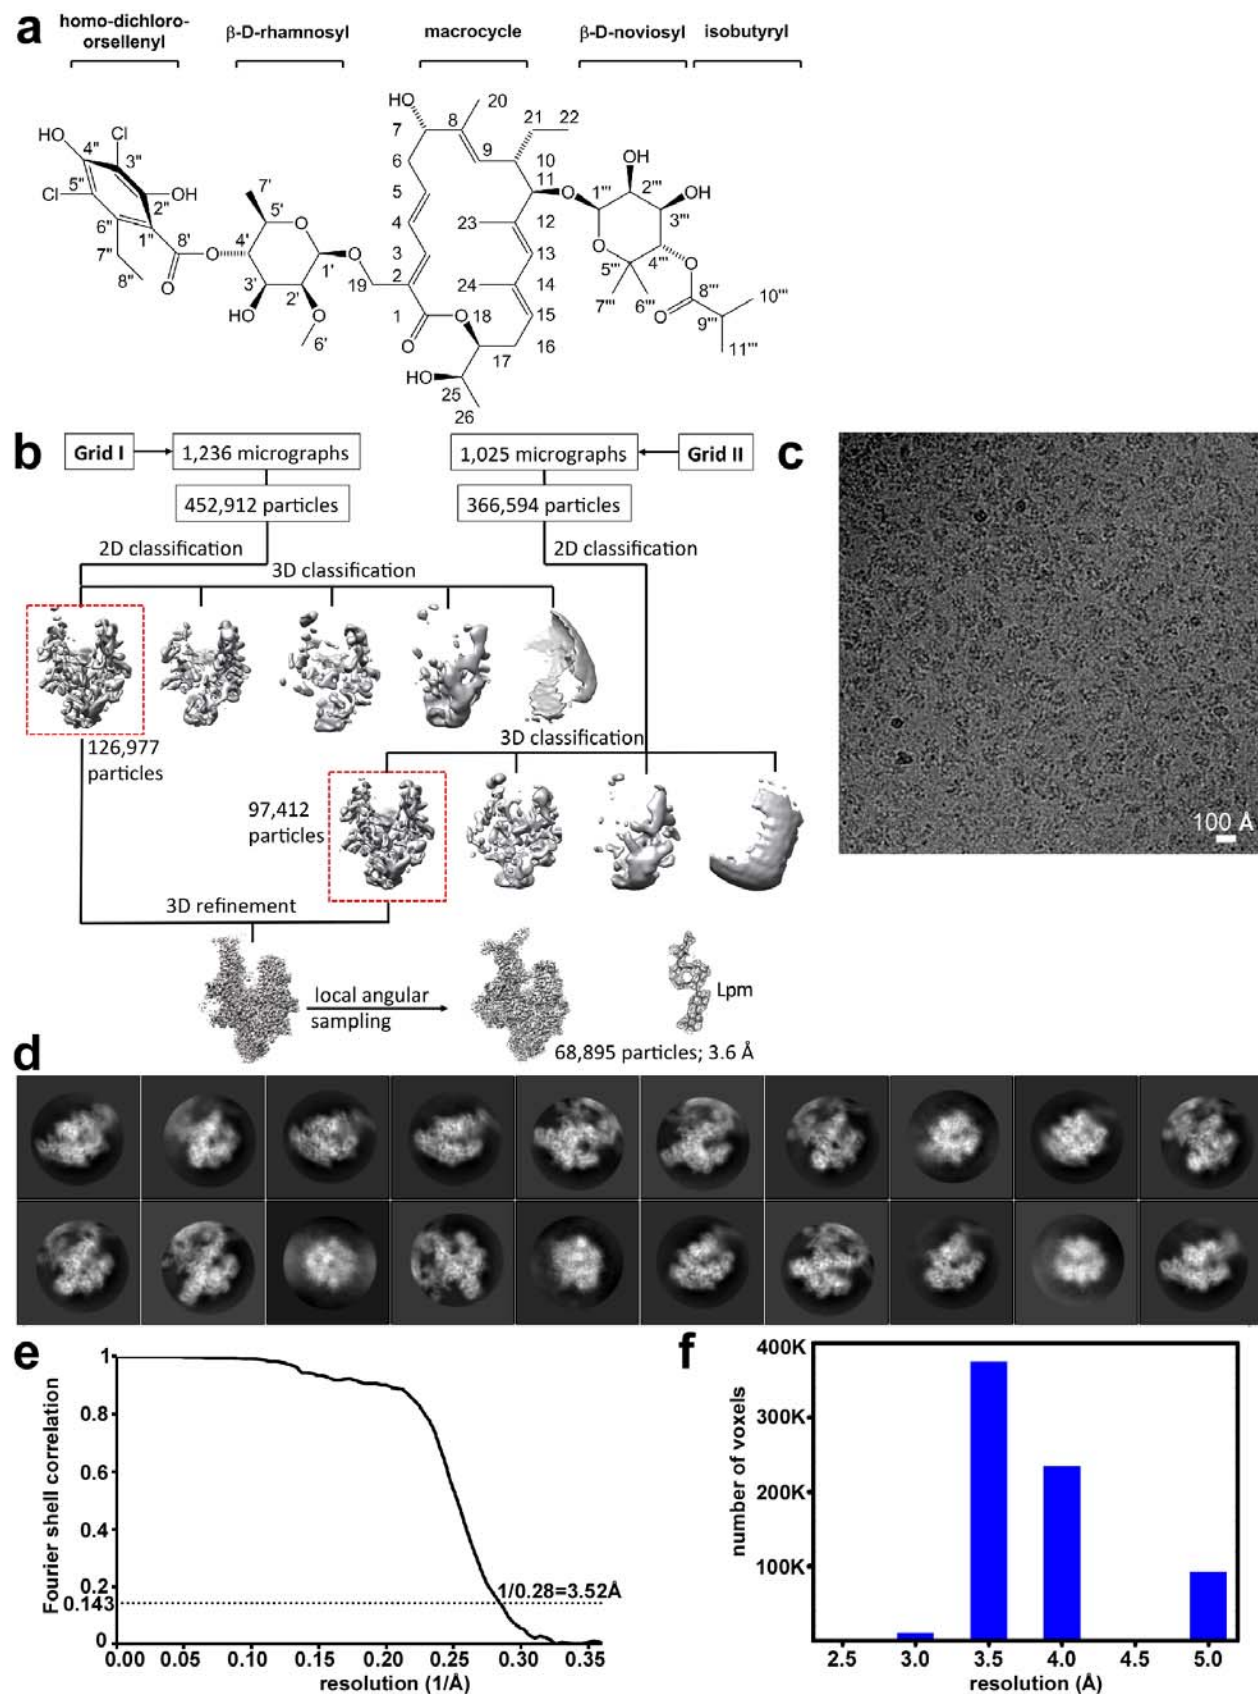 a
homo-dichloro-
orsellenyl
β-D-rhamnosyl
macrocycle
β-D-noviosyl
isobutyryl
HO
20
21
22
7
8
9
10
6
5
4
3
2
1
11
12
13
14
15
16
17
18
19
23
24
25
26
HO
O
O
O
HO
Cl
Cl
OH
4"
3"
5"
2"
6"
1"
7"
8"
8'
O
O
7'
5'
O
4'
1'
O
3'
2'
HO
O
6'
OH
OH
1'''
2'''
3'''
O
5'''
4'''
O
7'''
6'''
8'''
O
9'''
10'''
11'''
b
Grid I
1,236 micrographs
1,025 micrographs
Grid II
452,912 particles
366,594 particles
2D classification
2D classification
3D classification
126,977
particles
3D classification
97,412
particles
3D refinement
local angular
sampling
Lpm
68,895 particles; 3.6 Å
c
100 Å
d
e
Fourier shell correlation
1
0.8
0.6
0.4
0.2
0.143
0
1/0.28=3.52Å
0.00
0.05
0.10
0.15
0.20
0.25
0.30
0.35
resolution (1/Å)
f
number of voxels
400K
300K
200K
100K
2.5
3.0
3.5
4.0
4.5
5.0
resolution (Å)